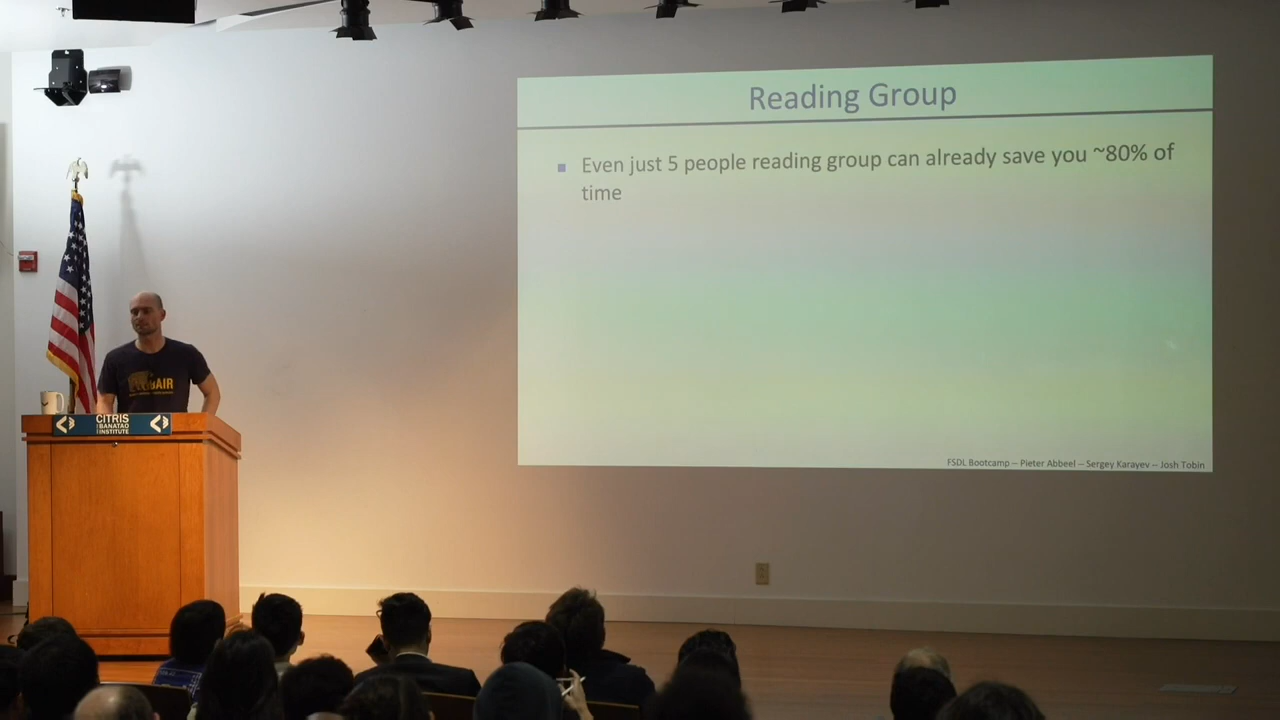 Reading Group
Even just 5 people reading group can already save you ~80% of
time
FSDL Bootcamp – Pieter Abbeel – Sergey Karayev – Josh Tobin
BAIR
CITRIS
BANATAO
INSTITUTE